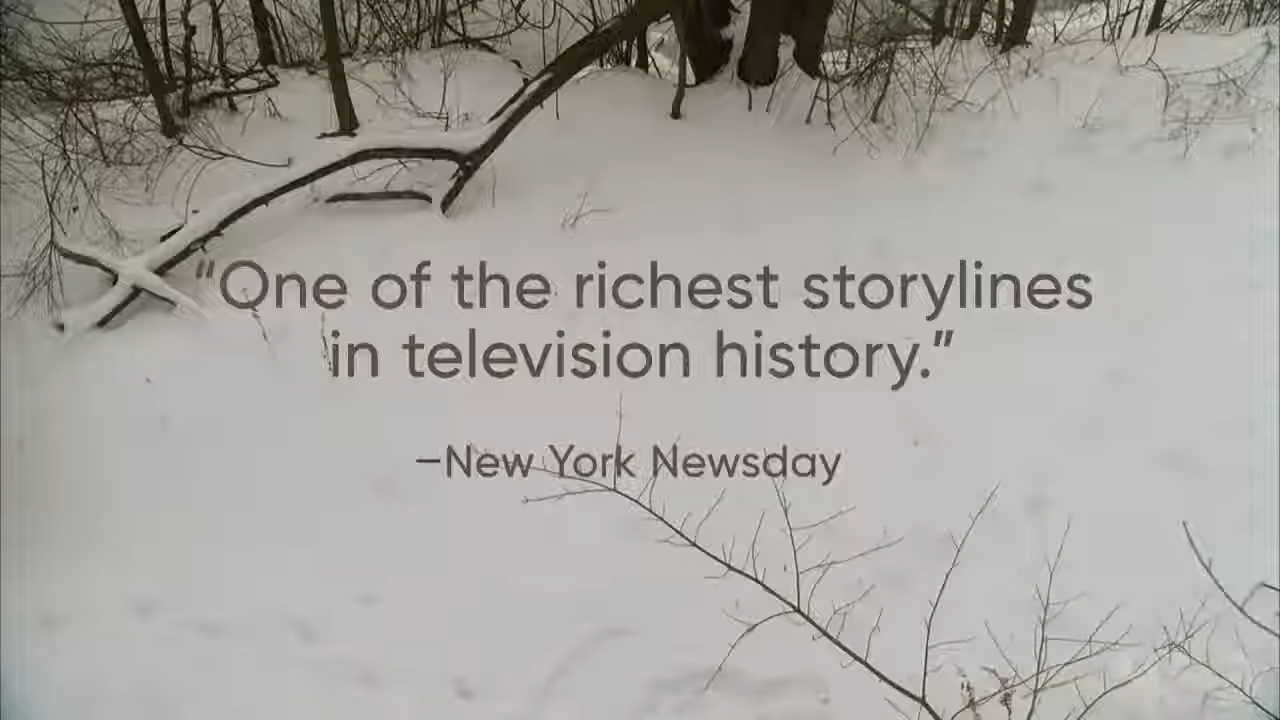 “One of the richest storylines
in television history.”
–New York Newsday